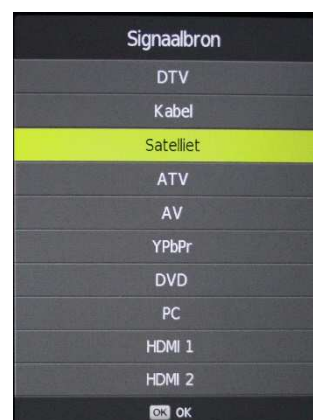 Signaalbron
DTV
Kabel
Satelliet
ATV
AV
YPbPr
DVD
PC
HDMI 1
HDMI 2
OK OK